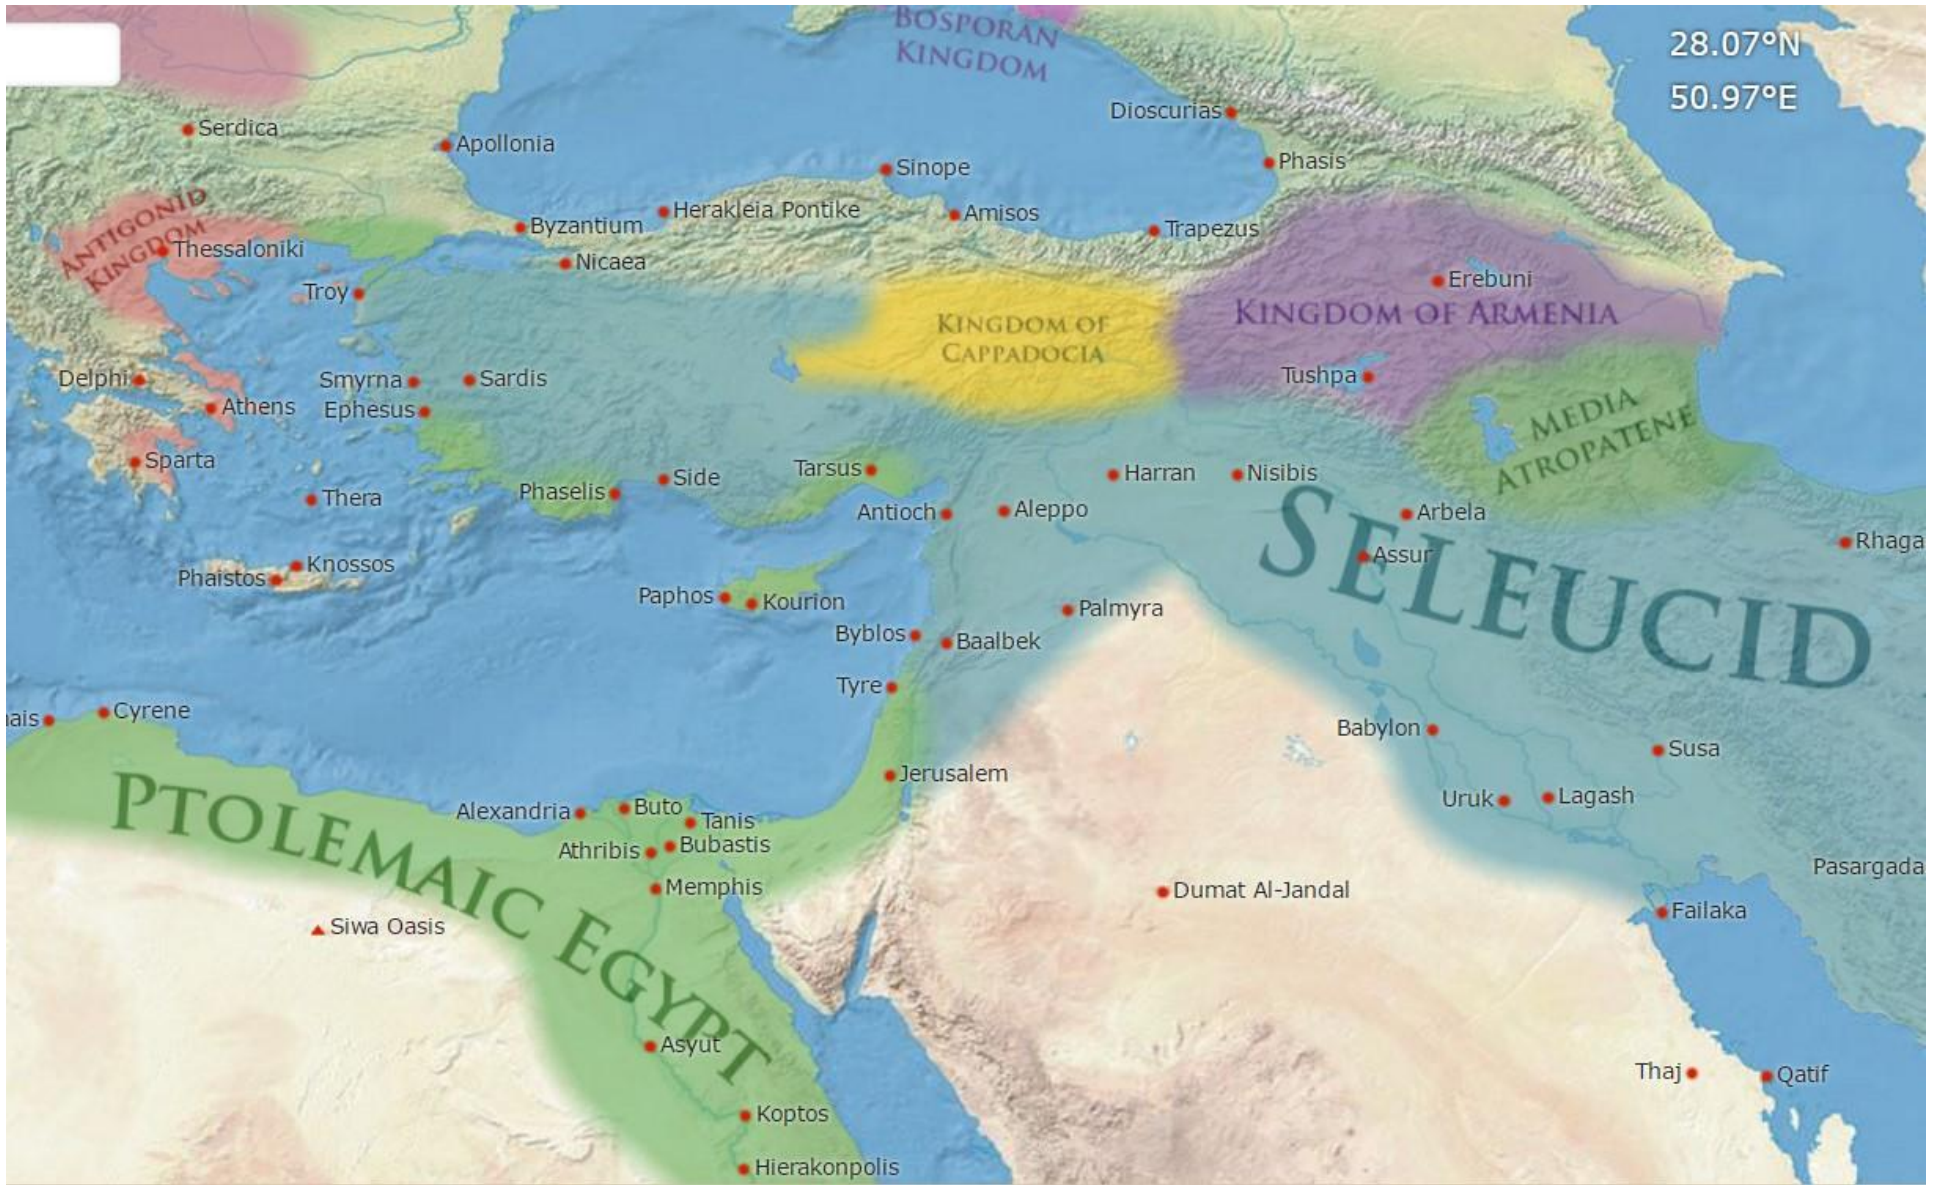 BOSPORAN
KINGDOM
28.07°N
50.97°E
Dioscurias
Serdica
Apollonia
Sinope
Phasis
ANTIGONID
KINGDOM
Herakleia Pontike
Amisos
Byzantium
Trapezus
Thessaloniki
Nicaea
Erebuni
Troy
KINGDOM OF ARMENIA
KINGDOM OF
CAPPADOCIA
Delphi
Smyrna
Sardis
Tushpa
Athens
Ephesus
MEDIA
ATROPATENE
Sparta
Tarsus
Harran
Nisibis
Side
Phaselis
Thera
Antioch
Aleppo
Arbela
SELEUCID
Rhaga
Assur
Knossos
Phaistos
Paphos
Kourion
Palmyra
Byblos
Baalbek
Tyre
nais
Cyrene
Babylon
Susa
Jerusalem
PTOLEMAIC EGYPT
Alexandria
Buto
Tanis
Uruk
Lagash
Athribis
Bubastis
Pasargada
Memphis
Dumat Al-Jandal
Failaka
Siwa Oasis
Asyut
Thaj
Qatif
Koptos
Hierakonpolis